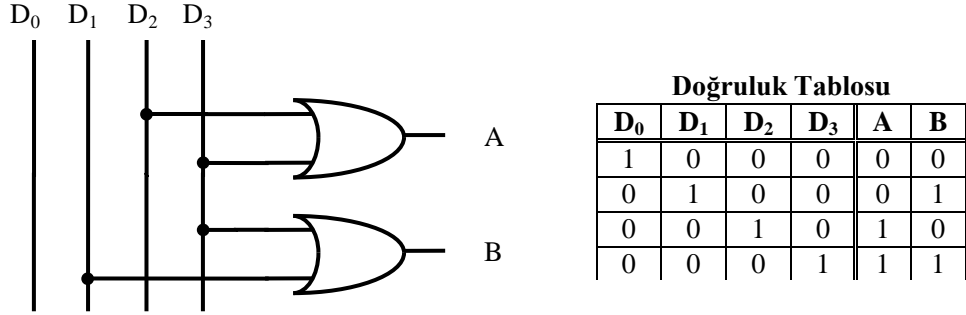 D₀ D₁ D₂ D₃
A
B
Doğruluk Tablosu
D₀ D₁ D₂ D₃ A B
1 0 0 0 0 0
0 1 0 0 0 1
0 0 1 0 1 0
0 0 0 1 1 1